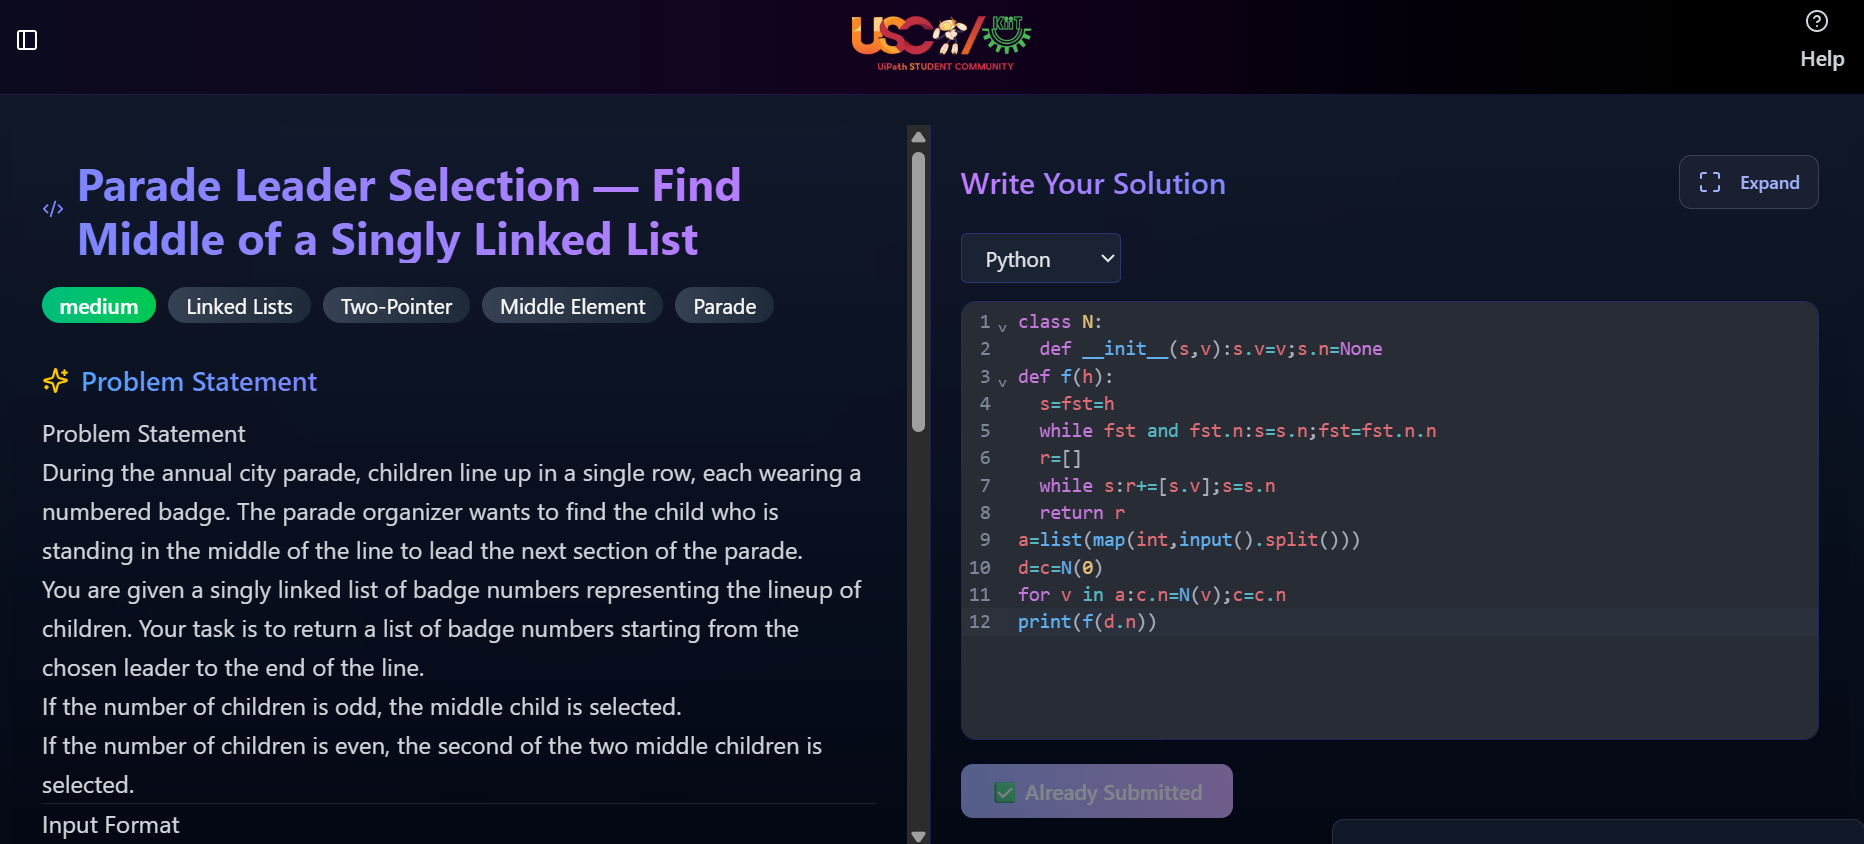 USC/KiiT
UiPath STUDENT COMMUNITY
Help
</> Parade Leader Selection — Find
Middle of a Singly Linked List
medium
Linked Lists
Two-Pointer
Middle Element
Parade
Problem Statement
Problem Statement
During the annual city parade, children line up in a single row, each wearing a
numbered badge. The parade organizer wants to find the child who is
standing in the middle of the line to lead the next section of the parade.
You are given a singly linked list of badge numbers representing the lineup of
children. Your task is to return a list of badge numbers starting from the
chosen leader to the end of the line.
If the number of children is odd, the middle child is selected.
If the number of children is even, the second of the two middle children is
selected.
Input Format
Write Your Solution
Expand
Python
1 class N:
2   def __init__(s,v):s.v=v;s.n=None
3 def f(h):
4   s=fst=h
5   while fst and fst.n:s=s.n;fst=fst.n.n
6   r=[]
7   while s:r+=[s.v];s=s.n
8   return r
9 a=list(map(int,input().split()))
10 d=c=N(0)
11 for v in a:c.n=N(v);c=c.n
12 print(f(d.n))
Already Submitted